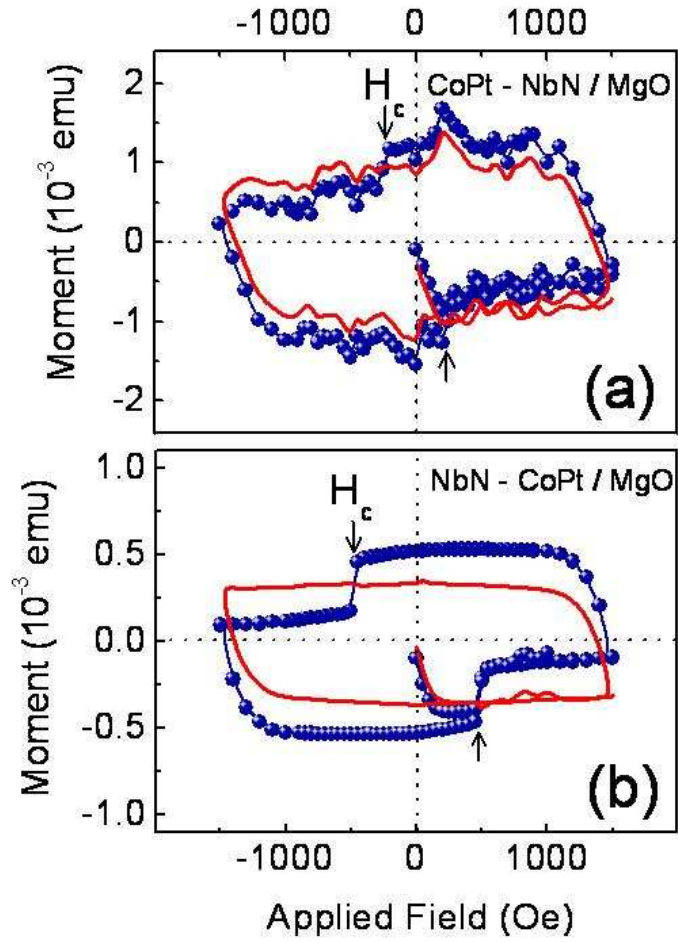 -1000 0 1000
CoPt - NbN / MgO
H c
2
1
0
-1
-2
Moment (10⁻³ emu)
(a)
NbN - CoPt / MgO
H c
1.0
0.5
0.0
-0.5
-1.0
Moment (10⁻³ emu)
(b)
-1000 0 1000
Applied Field (Oe)